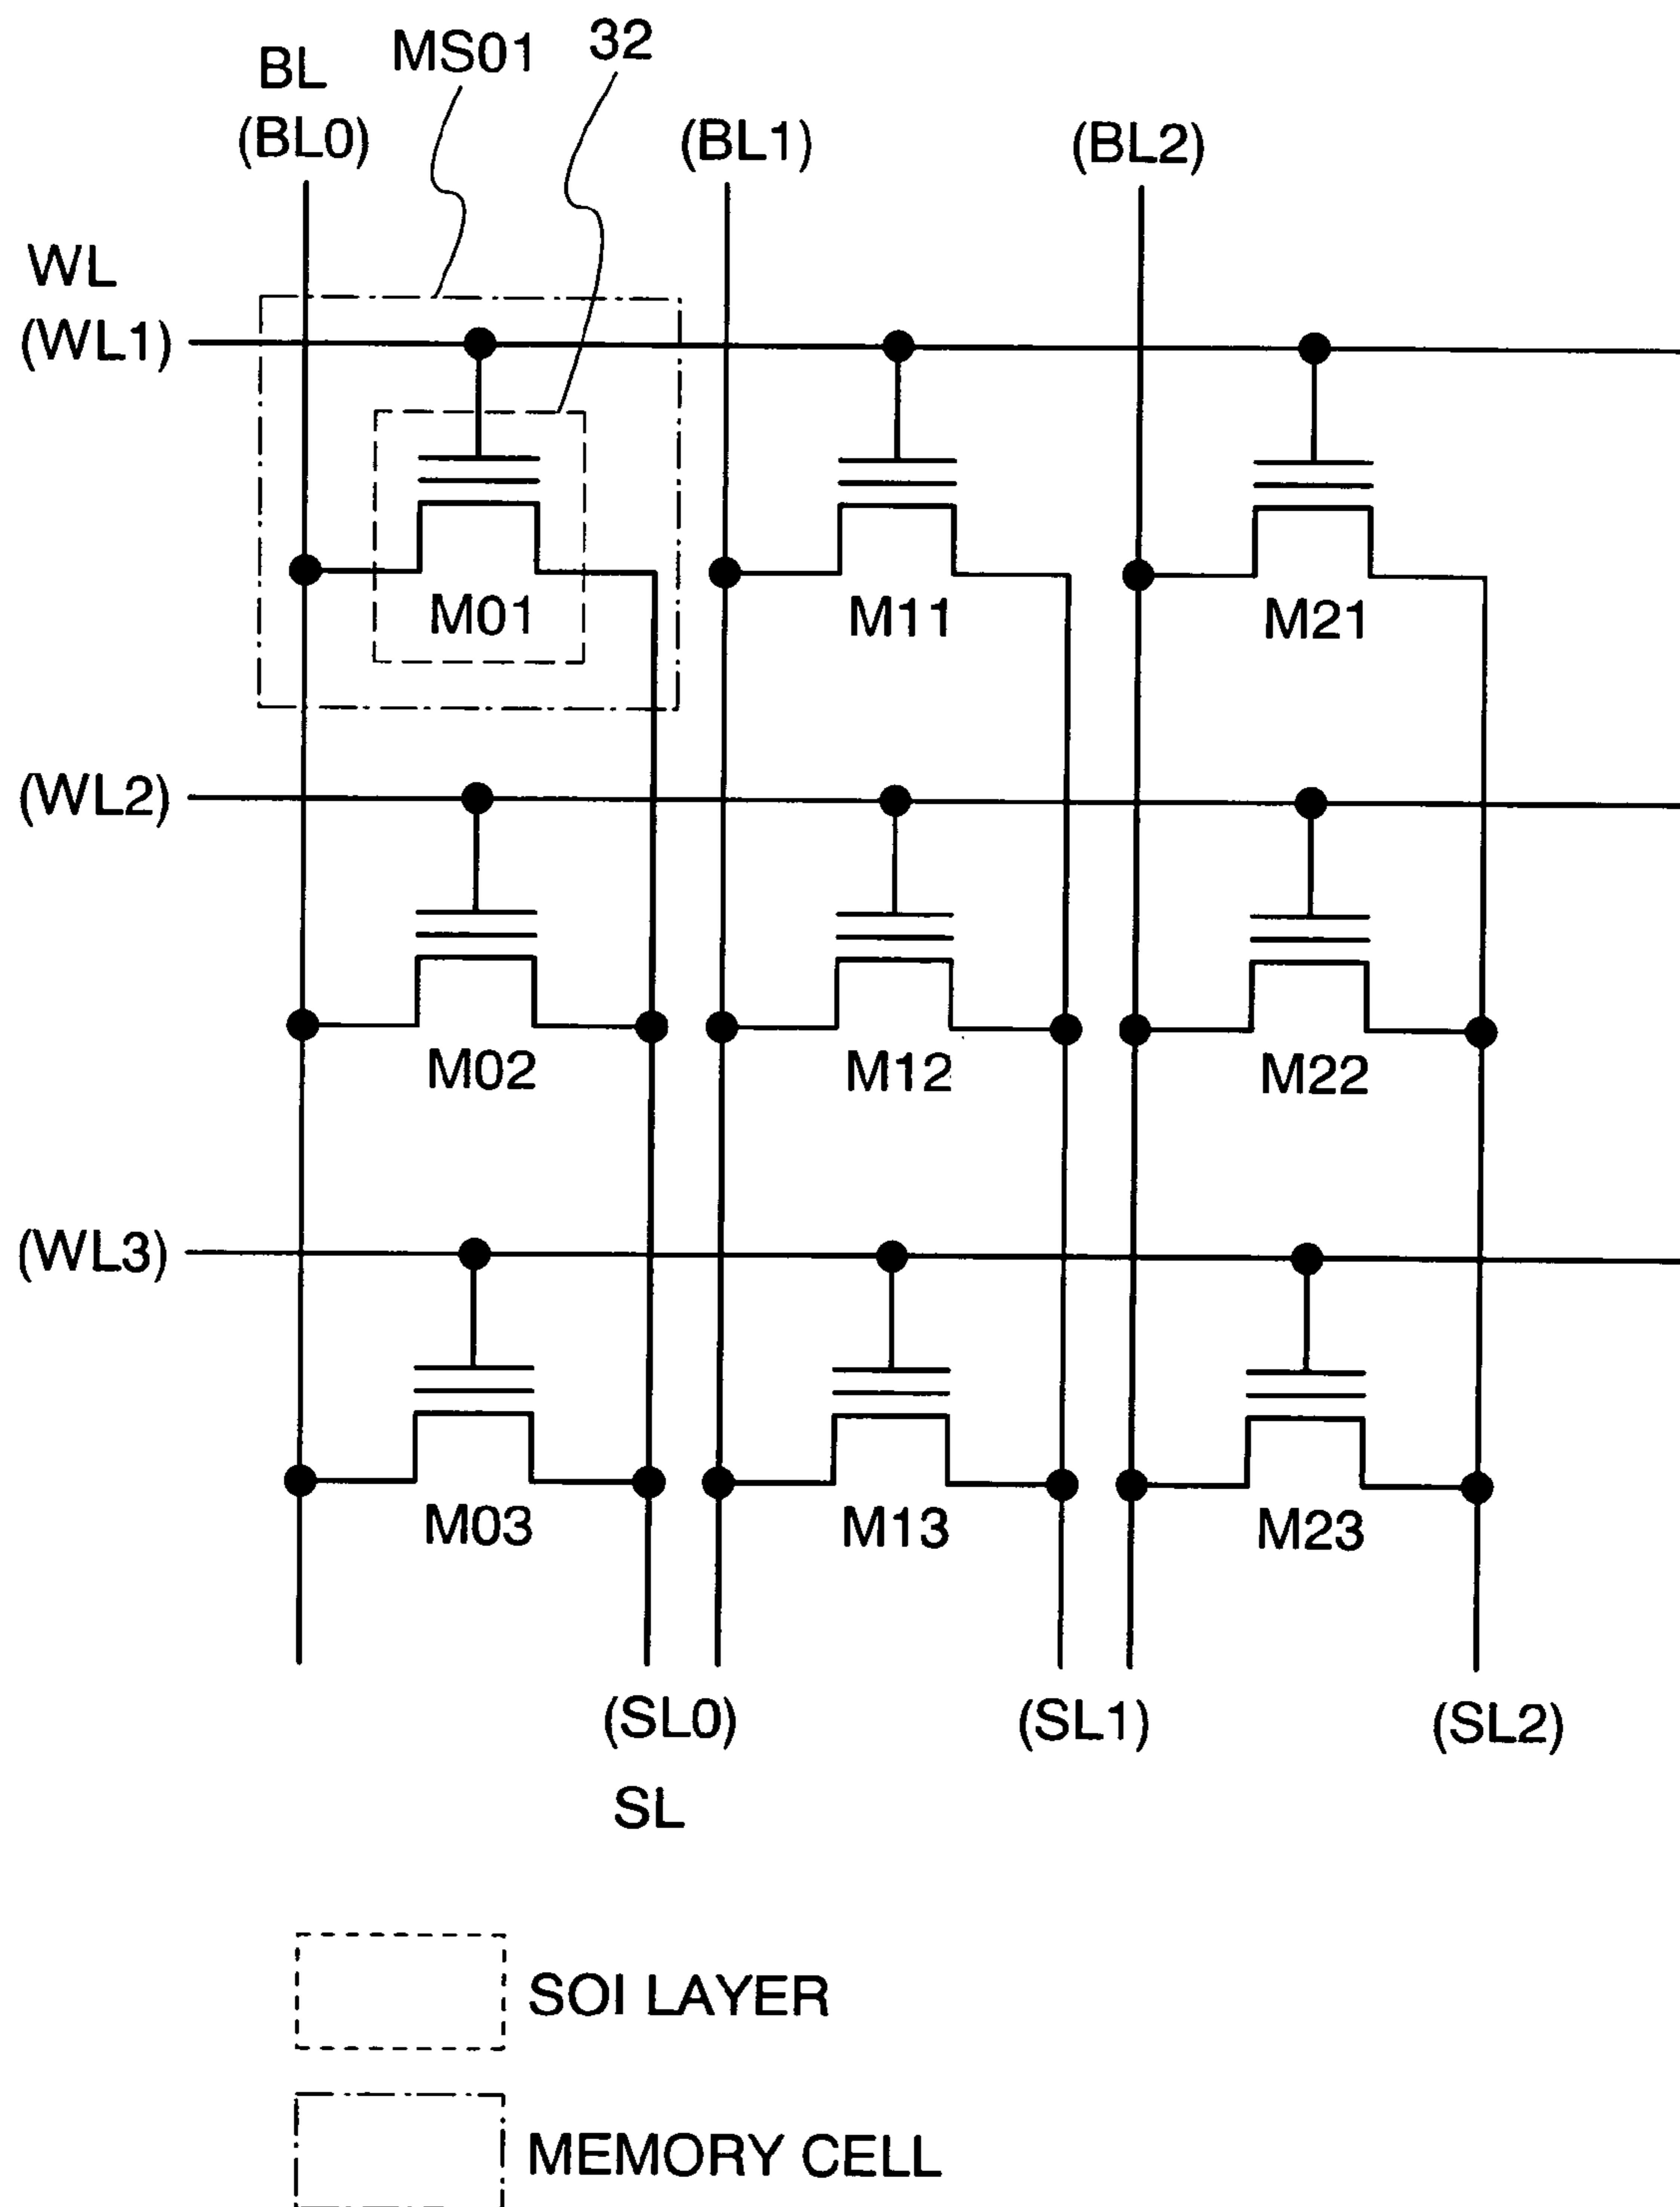 BL
MS01
32
(BL0)
(BL1)
(BL2)
WL
(WL1)
M01
M11
M21
(WL2)
M02
M12
M22
(WL3)
M03
M13
M23
(SL0)
(SL1)
(SL2)
SL
SOI LAYER
MEMORY CELL